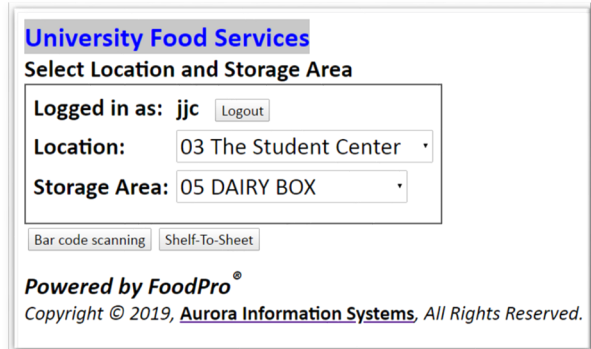 University Food Services
Select Location and Storage Area
Logged in as: jjc Logout
Location: 03 The Student Center
Storage Area: 05 DAIRY BOX
Bar code scanning Shelf-To-Sheet
Powered by FoodPro®
Copyright © 2019, Aurora Information Systems, All Rights Reserved.